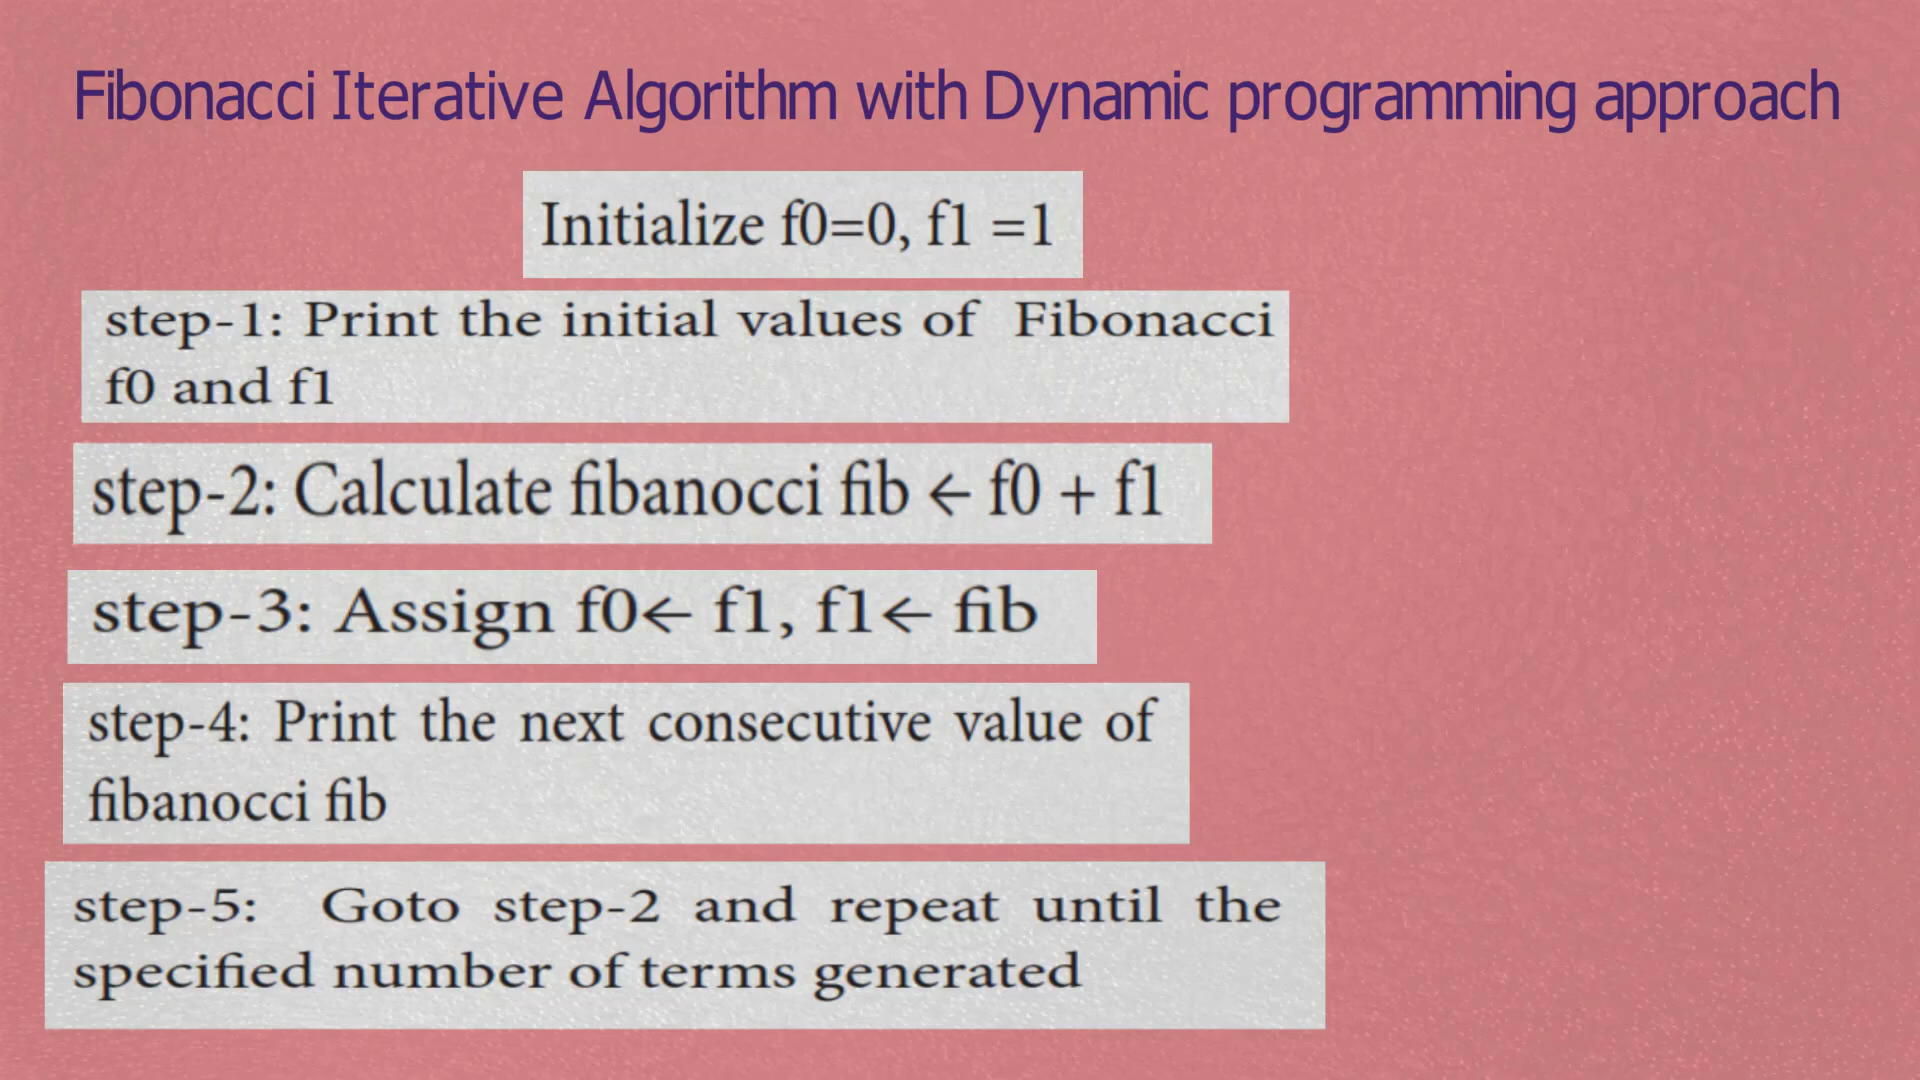 Fibonacci Iterative Algorithm with Dynamic programming approach
Initialize f0=0, f1 =1
step-1: Print the initial values of Fibonacci
f0 and f1
step-2: Calculate fibanocci fib ← f0 + f1
step-3: Assign f0← f1, f1← fib
step-4: Print the next consecutive value of
fibanocci fib
step-5: Goto step-2 and repeat until the
specified number of terms generated